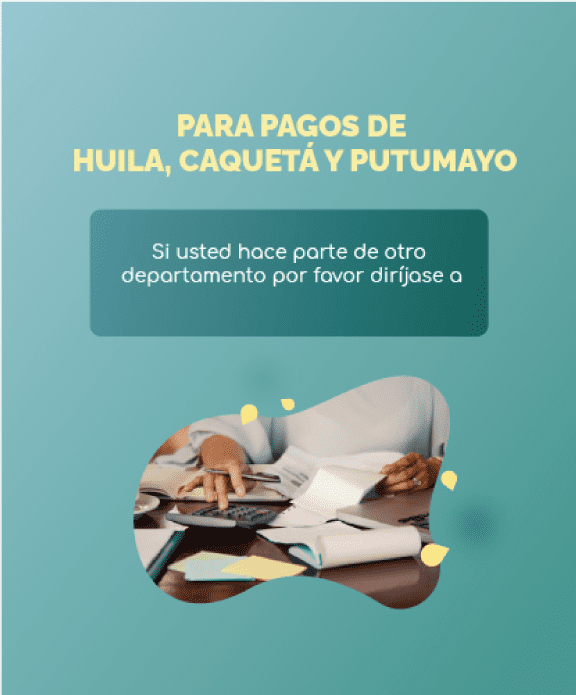 PARA PAGOS DE
HUILA, CAQUETÁ Y PUTUMAYO
Si usted hace parte de otro
departamento por favor diríjase a